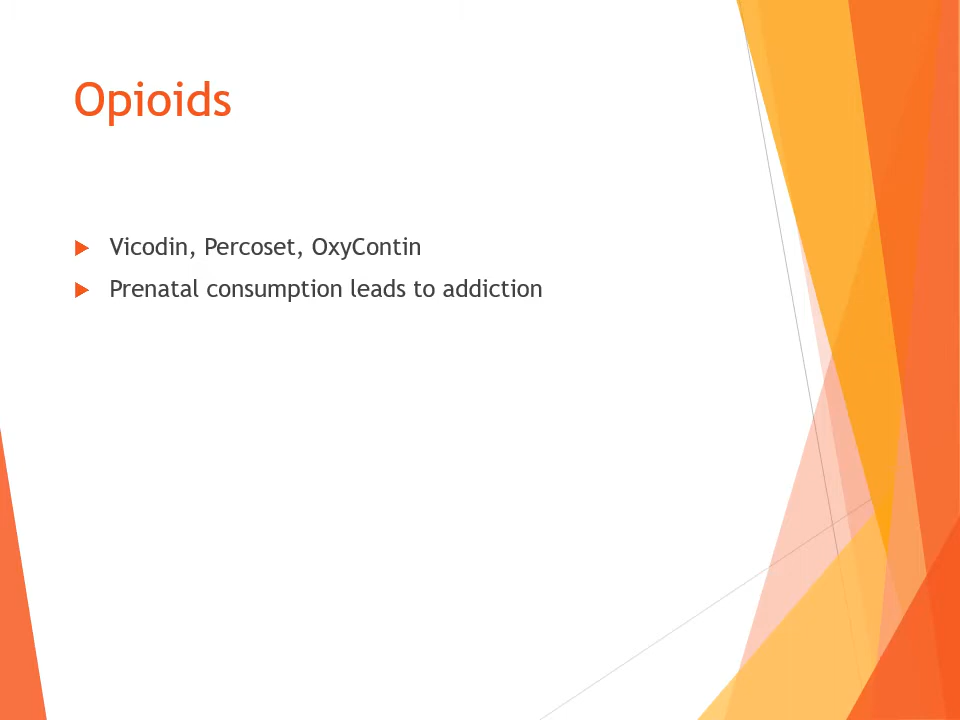 Opioids
Vicodin, Percoset, OxyContin
Prenatal consumption leads to addiction